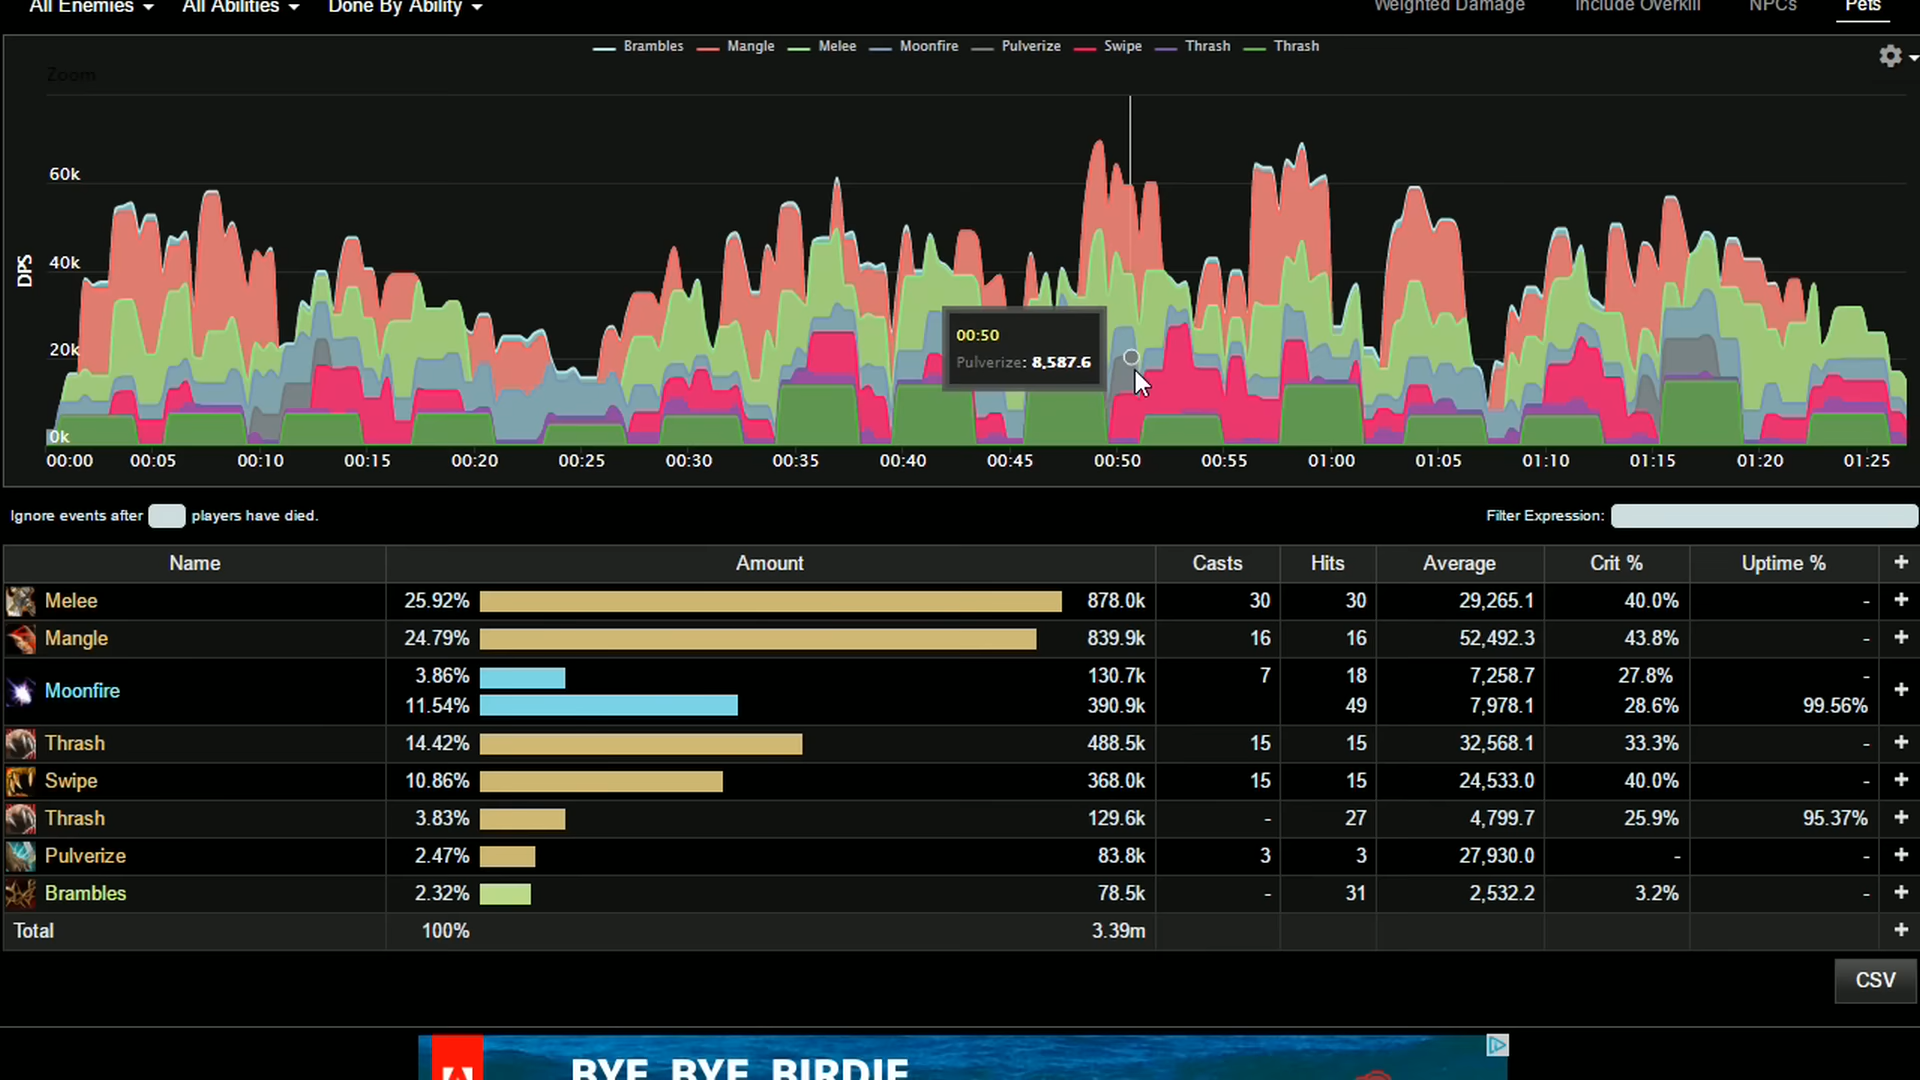 All Enemies All Abilities Done By Ability Weighted Damage Include Overkill NPCs Pets
Brambles Mangle Melee Moonfire Pulverize Swipe Thrash Thrash
Zoom
60k
40k
20k
0k
DPS
00:50
Pulverize: 8,587.6
00:00 00:05 00:10 00:15 00:20 00:25 00:30 00:35 00:40 00:45 00:50 00:55 01:00 01:05 01:10 01:15 01:20 01:25
Ignore events after players have died. Filter Expression:
Name Amount Casts Hits Average Crit % Uptime % +
Melee 25.92% 878.0k 30 30 29,265.1 40.0% - +
Mangle 24.79% 839.9k 16 16 52,492.3 43.8% - +
Moonfire 3.86% 130.7k 7 18 7,258.7 27.8% - +
11.54% 390.9k 49 7,978.1 28.6% 99.56%
Thrash 14.42% 488.5k 15 15 32,568.1 33.3% - +
Swipe 10.86% 368.0k 15 15 24,533.0 40.0% - +
Thrash 3.83% 129.6k - 27 4,799.7 25.9% 95.37% +
Pulverize 2.47% 83.8k 3 3 27,930.0 - - +
Brambles 2.32% 78.5k - 31 2,532.2 3.2% - +
Total 100% 3.39m +
CSV
BYE BYE BIRDIE